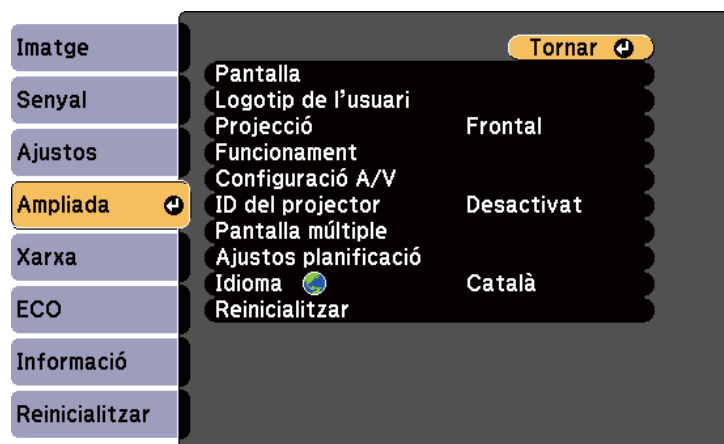 Imatge
Senyal
Ajustos
Ampliada
Xarxa
ECO
Informació
Reinicialitzar
Tornar
Pantalla
Logotip de l'usuari
Projecció Frontal
Funcionament
Configuració A/V
ID del projector Desactivat
Pantalla múltiple
Ajustos planificació
Idioma Català
Reinicialitzar